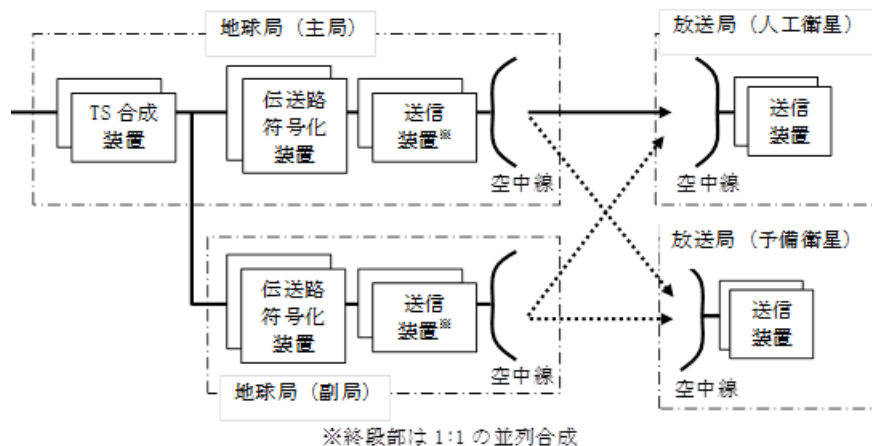 地球局（主局）
放送局（人工衛星）
TS 合成
装置
伝送路
符号化
装置
送信
装置※
空中線
送信
装置
空中線
放送局（予備衛星）
伝送路
符号化
装置
送信
装置※
空中線
送信
装置
空中線
地球局（副局）
※終段部は 1:1 の並列合成